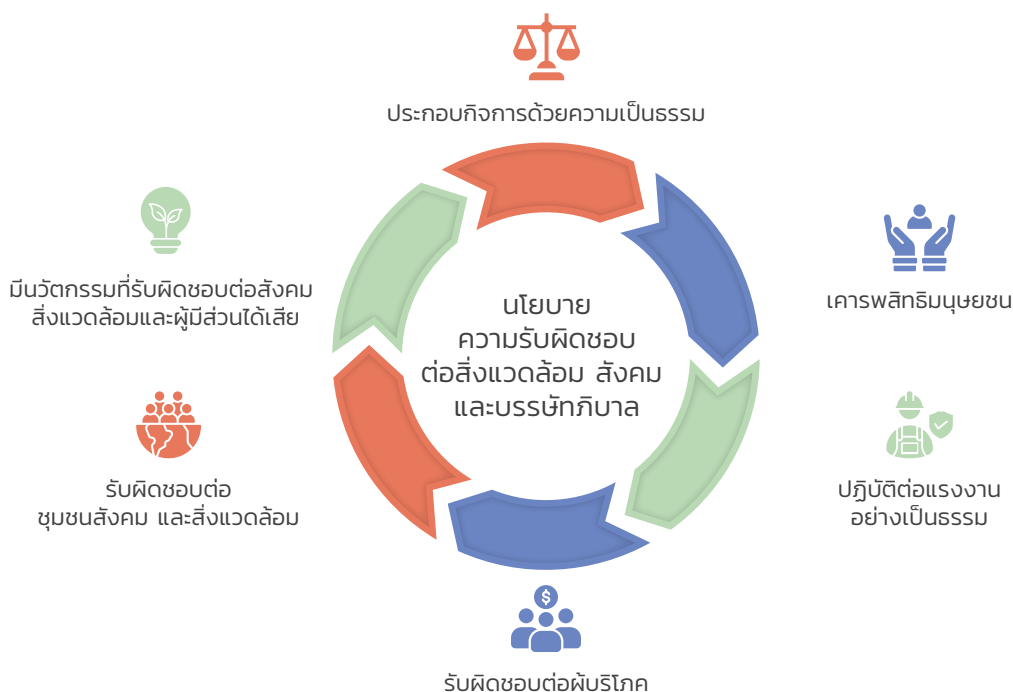 ประกอบกิจการด้วยความเป็นธรรม
เคารพสิทธิมนุษยชน
ปฏิบัติต่อแรงงาน
อย่างเป็นธรรม
รับผิดชอบต่อผู้บริโภค
รับผิดชอบต่อ
ชุมชนสังคม และสิ่งแวดล้อม
มีนวัตกรรมที่รับผิดชอบต่อสังคม
สิ่งแวดล้อมและผู้มีส่วนได้เสีย
นโยบาย
ความรับผิดชอบ
ต่อสิ่งแวดล้อม สังคม
และบรรษัทภิบาล
$